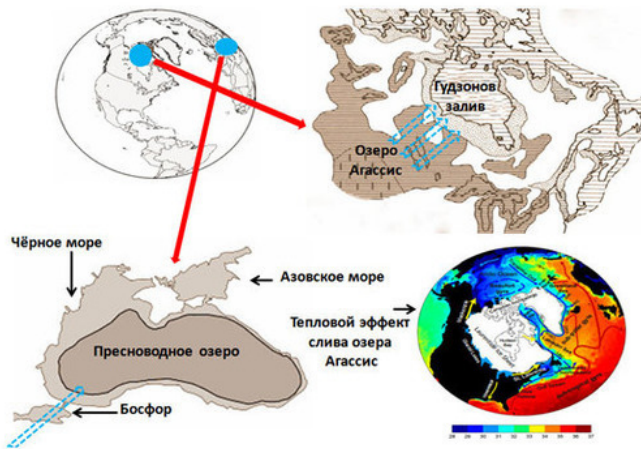 Гудзонов
залив
Озеро
Агассис
Чёрное море
Азовское море
Пресноводное озеро
Босфор
Тепловой эффект
слива озера
Агассис
28 29 30 31 32 33 34 35 36 37